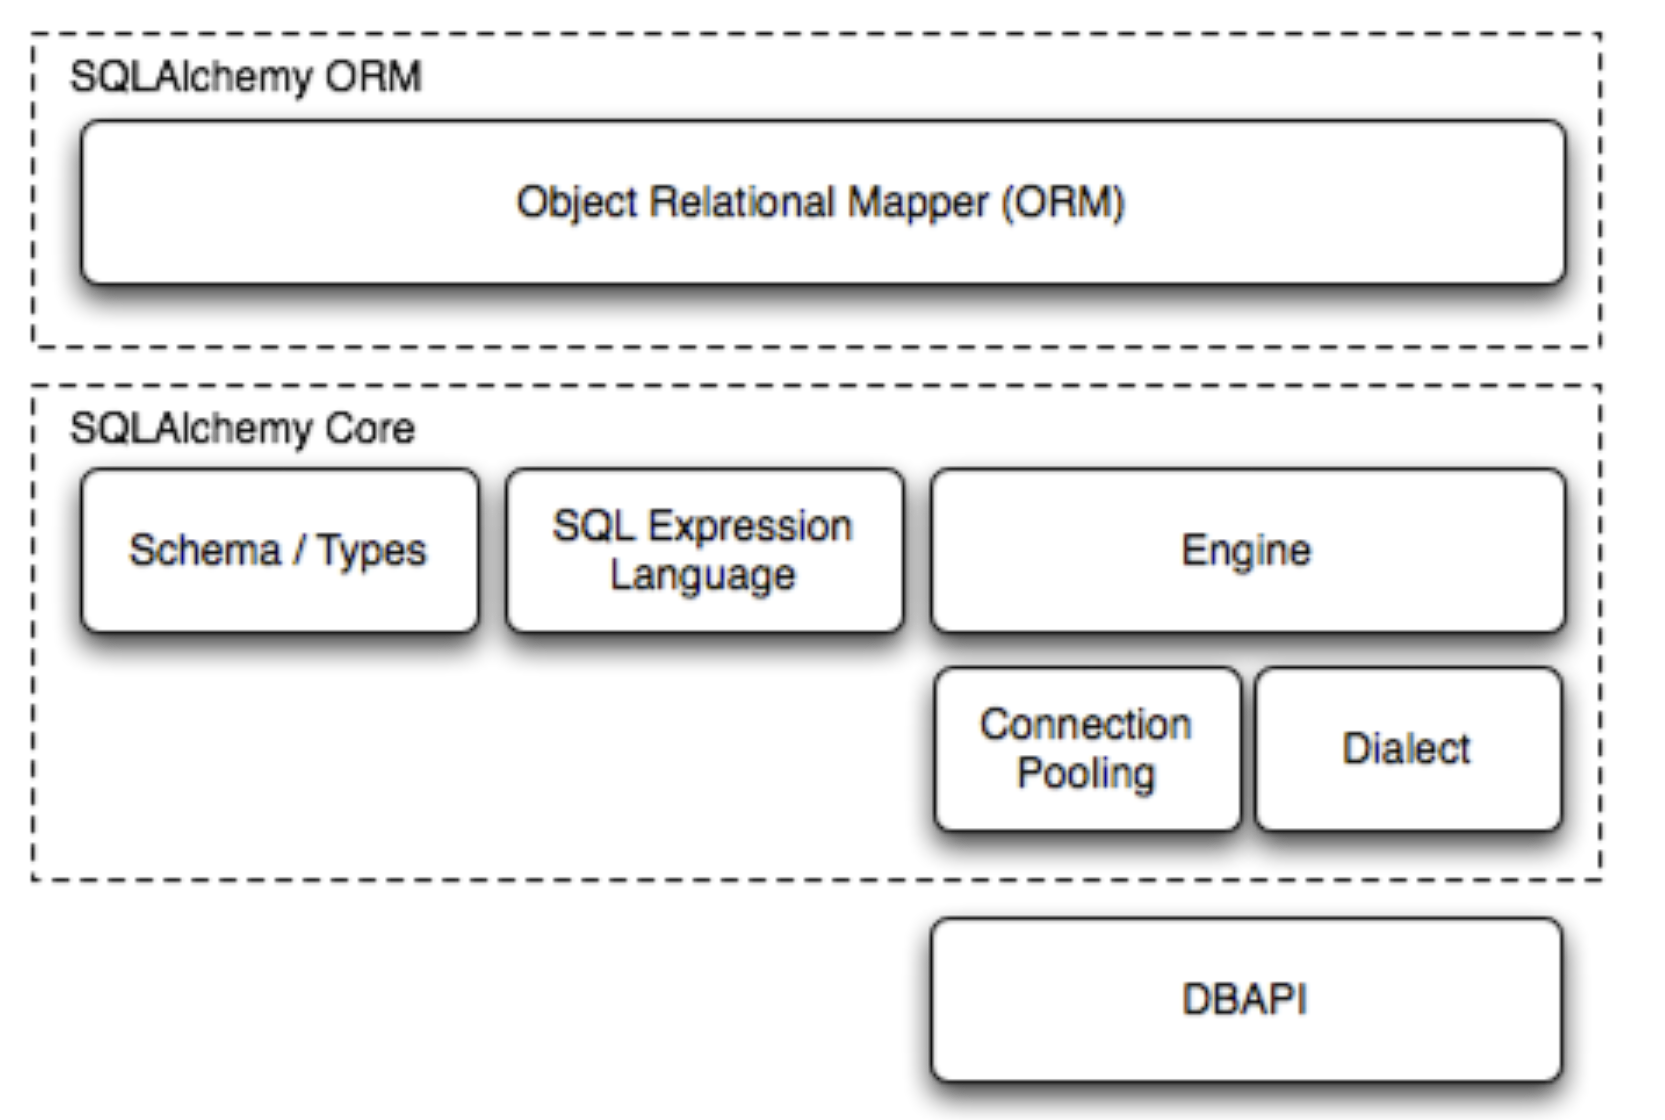 SQLAlchemy ORM
Object Relational Mapper (ORM)
SQLAlchemy Core
Schema / Types
SQL Expression
Language
Engine
Connection
Pooling
Dialect
DBAPI